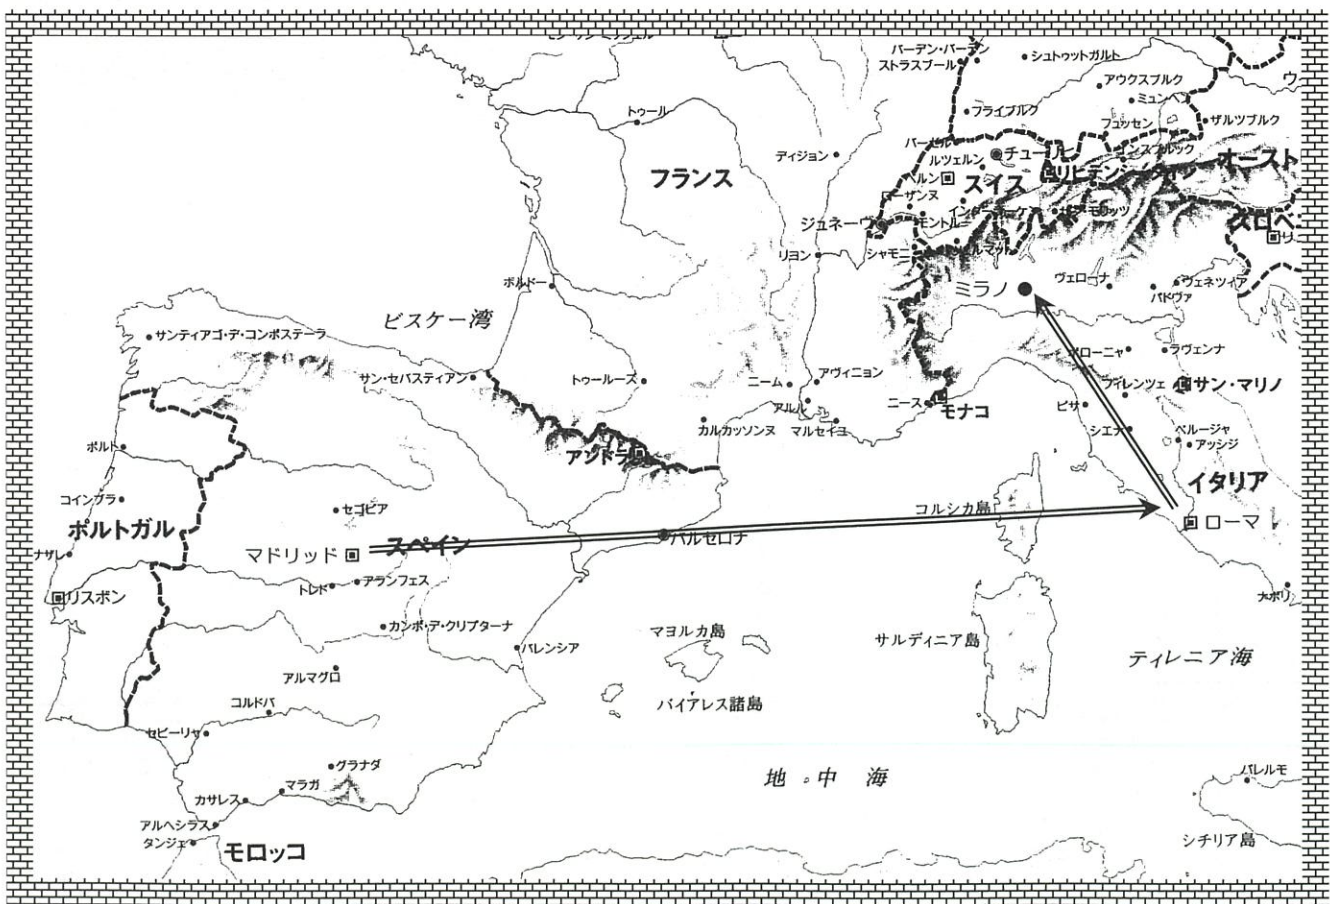 バーデン・バーデン
ストラスブール
シュトゥットガルト
アウクスブルク
ミュンヘン
フライブルク
フュッセン
ザルツブルク
トゥール
ディジョン
フランス
バーゼル
チューリヒ
ルツェルン
ベルン
スイス
リヒテンシュタイン
インスブルック
オースト
ローザンヌ
ジュネーヴ
モントルー
サンモリッツ
スロベ
リヨン
シャモニ
ミラノ
ヴェローナ
ヴェネツィア
パドヴァ
ボルドー
ビスケー湾
サンティアゴ・デ・コンポステーラ
サン・セバスティアン
トゥールーズ
ニーム
アヴィニョン
アルル
マルセイユ
カルカッソンヌ
ニース
モナコ
ボローニャ
ラヴェンナ
フィレンツェ
サン・マリノ
ピサ
シエナ
ペルージャ
アッシジ
イタリア
ローマ
ナポリ
コルシカ島
アンドラ
ポルト
コインブラ
ポルトガル
ナザレ
リスボン
セゴビア
マドリッド
スペイン
バルセロナ
トレド
アランフェス
カンポ・デ・クリプターナ
バレンシア
マヨルカ島
バイアレス諸島
サルディニア島
ティレニア海
アルマグロ
コルドバ
セビーリャ
グラナダ
マラガ
カサレス
アルヘシラス
タンジェ
モロッコ
地中海
パレルモ
シチリア島